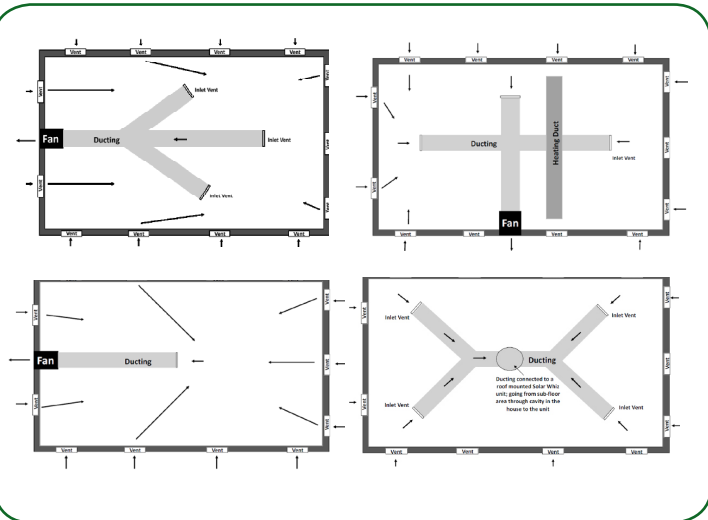 Vent Vent Vent Vent
Vent
Vent
Inlet Vent
Fan
Ducting
Inlet Vent
Vent
Vent
Inlet Vent
Vent
Vent Vent Vent Vent
Vent Vent Vent Vent
Vent
Vent
Ducting
Heating Duct
Vent
Inlet Vent
Vent
Vent
Fan
Vent Vent Vent Vent
Vent
Vent
Fan
Ducting
Vent
Vent
Vent
Vent Vent Vent Vent
Vent
Vent
Inlet Vent
Inlet Vent
Ducting
Vent
Ducting connected to a
roof mounted Solar Whiz
unit; going from sub-floor
area through cavity in the
house to the unit
Inlet Vent
Inlet Vent
Vent
Vent
Vent Vent Vent Vent